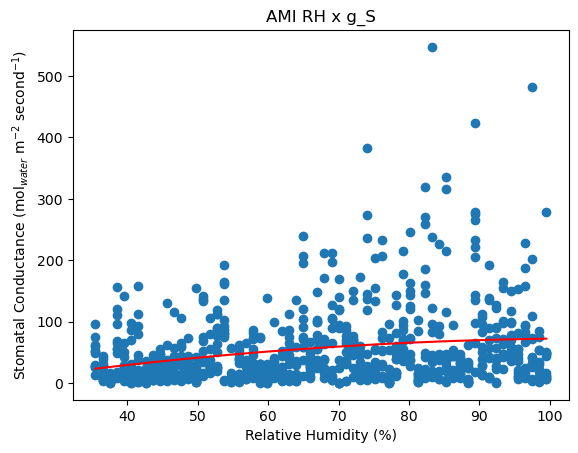 AMI RH x g_S
500
400
300
200
100
0
Stomatal Conductance (mol_water m⁻² second⁻¹)
40 50 60 70 80 90 100
Relative Humidity (%)